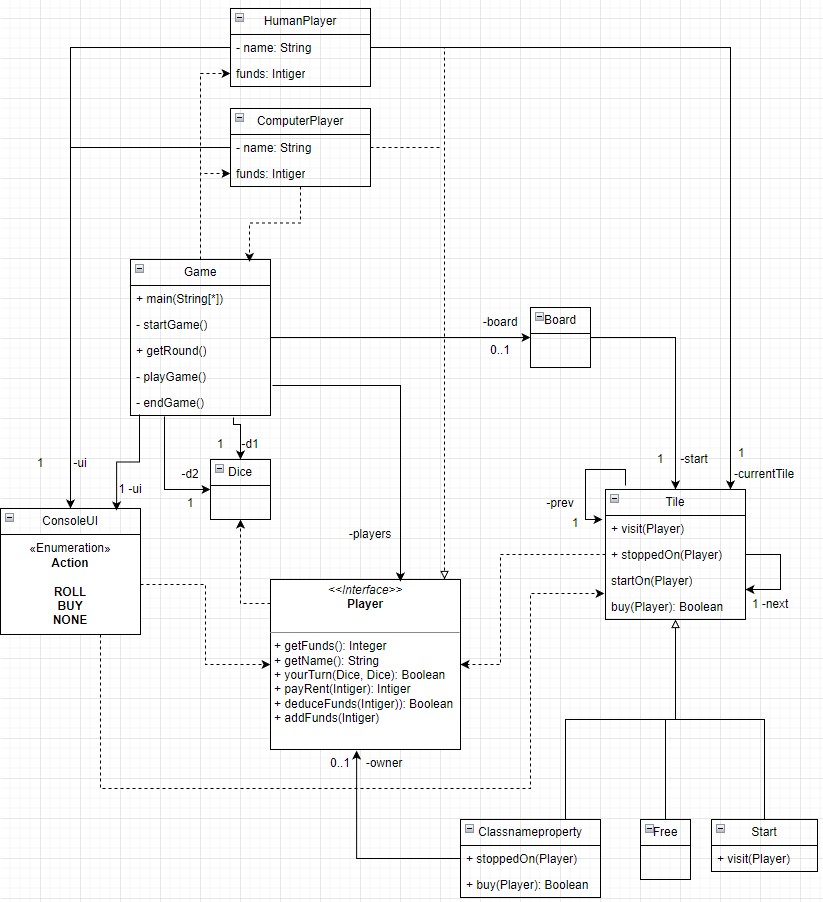 HumanPlayer
- name: String
funds: Intiger
ComputerPlayer
- name: String
funds: Intiger
Game
+ main(String[*])
- startGame()
+ getRound()
- playGame()
- endGame()
-board
0..1
Board
1
-ui
1 -ui
-d2
1
1
-d1
Dice
1
-start
1
-currentTile
ConsoleUI
«Enumeration»
Action
ROLL
BUY
NONE
-players
<<Interface>>
Player
+ getFunds(): Integer
+ getName(): String
+ yourTurn(Dice, Dice): Boolean
+ payRent(Intiger): Intiger
+ deduceFunds(Intiger)): Boolean
+ addFunds(Intiger)
-prev
1
Tile
+ visit(Player)
+ stoppedOn(Player)
startOn(Player)
buy(Player): Boolean
1 -next
0..1
-owner
Classnameproperty
+ stoppedOn(Player)
+ buy(Player): Boolean
Free
Start
+ visit(Player)